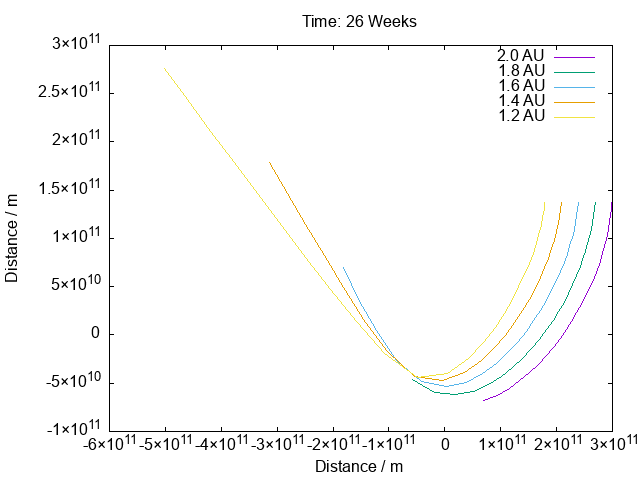 Time: 26 Weeks
3×10¹¹
2.5×10¹¹
2×10¹¹
1.5×10¹¹
1×10¹¹
5×10¹⁰
0
-5×10¹⁰
-1×10¹¹
Distance / m
2.0 AU
1.8 AU
1.6 AU
1.4 AU
1.2 AU
-6×10¹¹ -5×10¹¹ -4×10¹¹ -3×10¹¹ -2×10¹¹ -1×10¹¹ 0 1×10¹¹ 2×10¹¹ 3×10¹¹
Distance / m